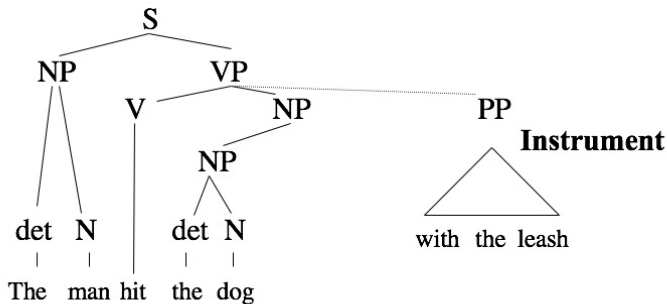 S
NP VP
V NP PP
Instrument
NP
det N det N
with the leash
The man hit the dog